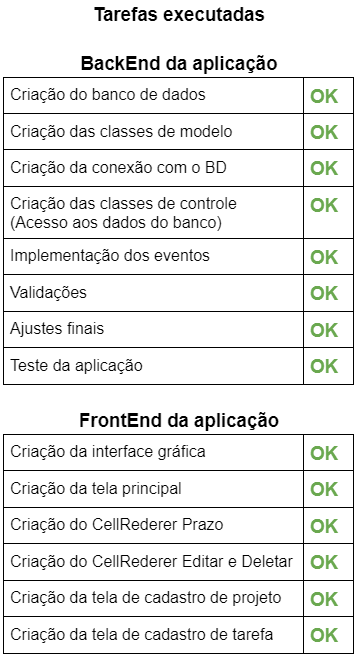 Tarefas executadas
BackEnd da aplicação
Criação do banco de dados OK
Criação das classes de modelo OK
Criação da conexão com o BD OK
Criação das classes de controle OK
(Acesso aos dados do banco)
Implementação dos eventos OK
Validações OK
Ajustes finais OK
Teste da aplicação OK
FrontEnd da aplicação
Criação da interface gráfica OK
Criação da tela principal OK
Criação do CellRederer Prazo OK
Criação do CellRederer Editar e Deletar OK
Criação da tela de cadastro de projeto OK
Criação da tela de cadastro de tarefa OK